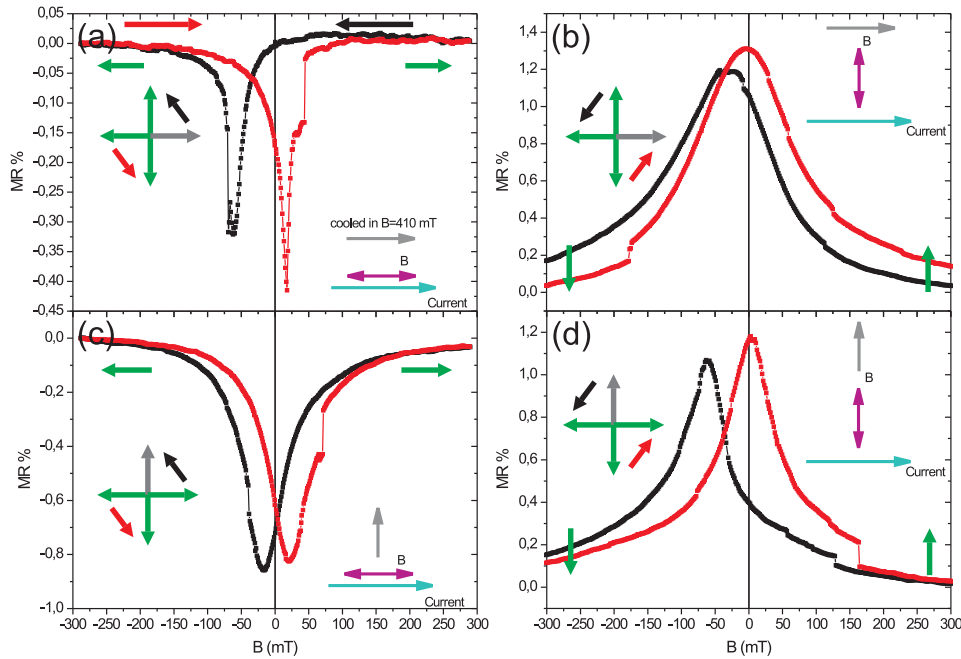 (a)
0,05
0,00
-0,05
-0,10
-0,15
-0,20
-0,25
-0,30
-0,35
-0,40
-0,45
MR %
cooled in B=410 mT
B
Current
(b)
1,4
1,2
1,0
0,8
0,6
0,4
0,2
0,0
MR %
B
Current
(c)
0,0
-0,2
-0,4
-0,6
-0,8
-1,0
MR %
B
Current
-300 -250 -200 -150 -100 -50 0 50 100 150 200 250 300
B (mT)
(d)
1,2
1,0
0,8
0,6
0,4
0,2
0,0
MR %
B
Current
-300 -250 -200 -150 -100 -50 0 50 100 150 200 250 300
B (mT)